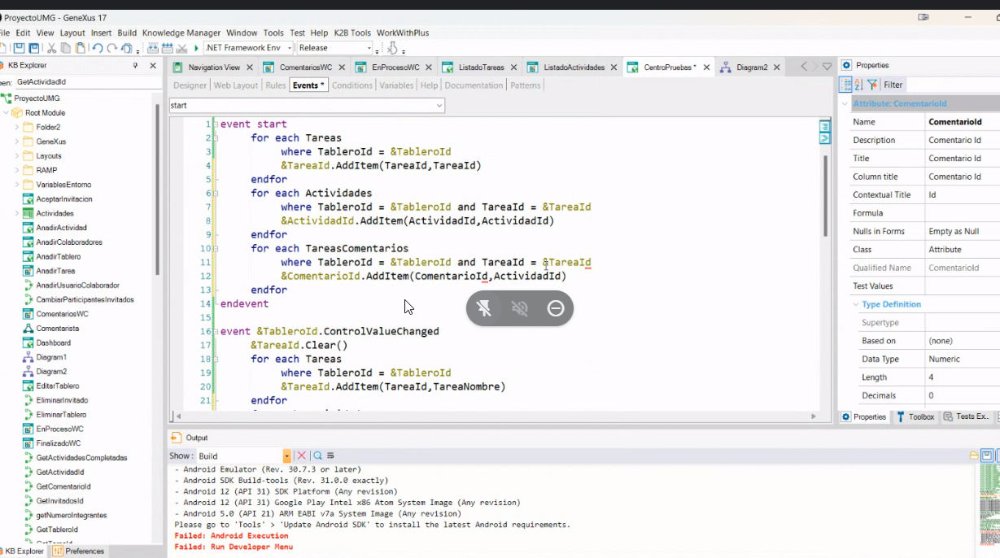 ProyectoUMG - GeneXus 17
File Edit View Layout Insert Build Knowledge Manager Window Tools Test Help K2B Tools WorkWithPlus
.NET Framework Env Release
KB Explorer
Open: GetActividadId
ProyectoUMG
Root Module
Folder2
GeneXus
Layouts
RAMP
VariablesEntorno
AceptarInvitacion
Actividades
AnadirActividad
AnadirColaboradores
AnadirTablero
AnadirTarea
AnadirUsuarioColaborador
CambiarParticipantesInvitados
ComentariosWC
Comentarista
Dashboard
Diagram1
Diagram2
EditarTablero
EliminarInvitado
EliminarTablero
EnProcesoWC
FinalizadoWC
GetActividadesCompletadas
GetActividadId
GetComentarioId
GetInvitadosId
getNumeroIntegrantes
GetTableroId
KB Explorer Preferences
Navigation View ComentariosWC EnProcesoWC ListadoTareas ListadoActividades CentroPruebas * Diagram2
Designer Web Layout Rules Events * Conditions Variables Help Documentation Patterns
start
1 event start
2 for each Tareas
3 where TableroId = &TableroId
4 &TareaId.AddItem(TareaId,TareaId)
5 endfor
6 for each Actividades
7 where TableroId = &TableroId and TareaId = &TareaId
8 &ActividadId.AddItem(ActividadId,ActividadId)
9 endfor
10 for each TareasComentarios
11 where TableroId = &TableroId and TareaId = &TareaId
12 &ComentarioId.AddItem(ComentarioId,ActividadId)
13 endfor
14 endevent
15
16 event &TableroId.ControlValueChanged
17 &TareaId.Clear()
18 for each Tareas
19 where TableroId = &TableroId
20 &TareaId.AddItem(TareaId,TareaNombre)
21 endfor
Output
Show: Build
- Android Emulator (Rev. 30.7.3 or later)
- Android SDK Build-tools (Rev. 31.0.0 exactly)
- Android 12 (API 31) SDK Platform (Any revision)
- Android 12 (API 31) Google Play Intel x86 Atom System Image (Any revision)
- Android 5.0 (API 21) ARM EABI v7a System Image (Any revision)
Please go to 'Tools' > 'Update Android SDK' to install the latest Android requirements.
Failed: Android Execution
Failed: Run Developer Menu
Properties
Filter
Attribute: ComentarioId
Name ComentarioId
Description Comentario Id
Title Comentario Id
Column title Comentario Id
Contextual Title Id
Formula
Nulls in Forms Empty as Null
Class Attribute
Qualified Name ComentarioId
Test Values
Type Definition
Supertype
Based on (none)
Data Type Numeric
Length 4
Decimals 0
Properties Toolbox Tests Ex...